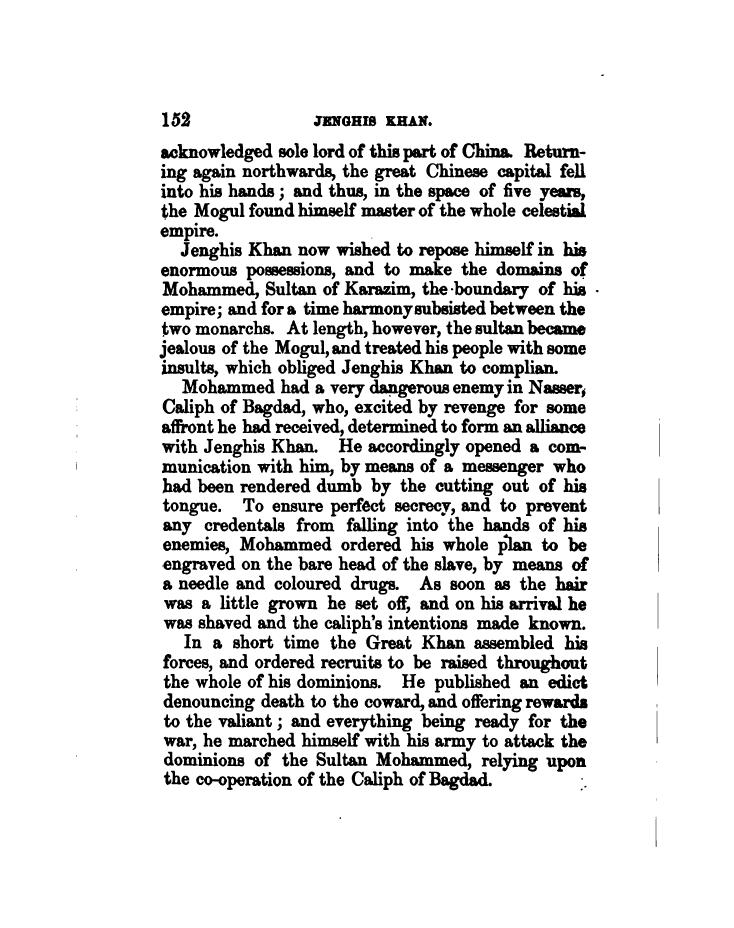 152 JENGHIS KHAN.
acknowledged sole lord of this part of China. Return-
ing again northwards, the great Chinese capital fell
into his hands; and thus, in the space of five years,
the Mogul found himself master of the whole celestial
empire.
Jenghis Khan now wished to repose himself in his
enormous possessions, and to make the domains of
Mohammed, Sultan of Karazim, the boundary of his
empire; and for a time harmony subsisted between the
two monarchs. At length, however, the sultan became
jealous of the Mogul, and treated his people with some
insults, which obliged Jenghis Khan to complian.
Mohammed had a very dangerous enemy in Nasser,
Caliph of Bagdad, who, excited by revenge for some
affront he had received, determined to form an alliance
with Jenghis Khan. He accordingly opened a com-
munication with him, by means of a messenger who
had been rendered dumb by the cutting out of his
tongue. To ensure perfect secrecy, and to prevent
any credentals from falling into the hands of his
enemies, Mohammed ordered his whole plan to be
engraved on the bare head of the slave, by means of
a needle and coloured drugs. As soon as the hair
was a little grown he set off, and on his arrival he
was shaved and the caliph's intentions made known.
In a short time the Great Khan assembled his
forces, and ordered recruits to be raised throughout
the whole of his dominions. He published an edict
denouncing death to the coward, and offering rewards
to the valiant; and everything being ready for the
war, he marched himself with his army to attack the
dominions of the Sultan Mohammed, relying upon
the co-operation of the Caliph of Bagdad.